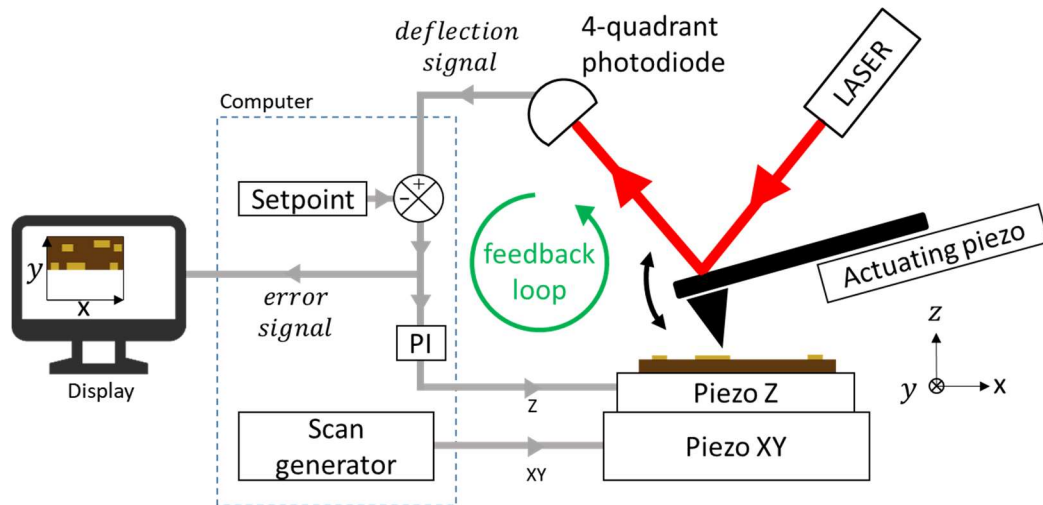 deflection
signal
4-quadrant
photodiode
LASER
Computer
Setpoint
+
−
feedback
loop
Actuating piezo
y
x
error
signal
PI
Display
z
y
x
Z
Piezo Z
Scan
generator
XY
Piezo XY